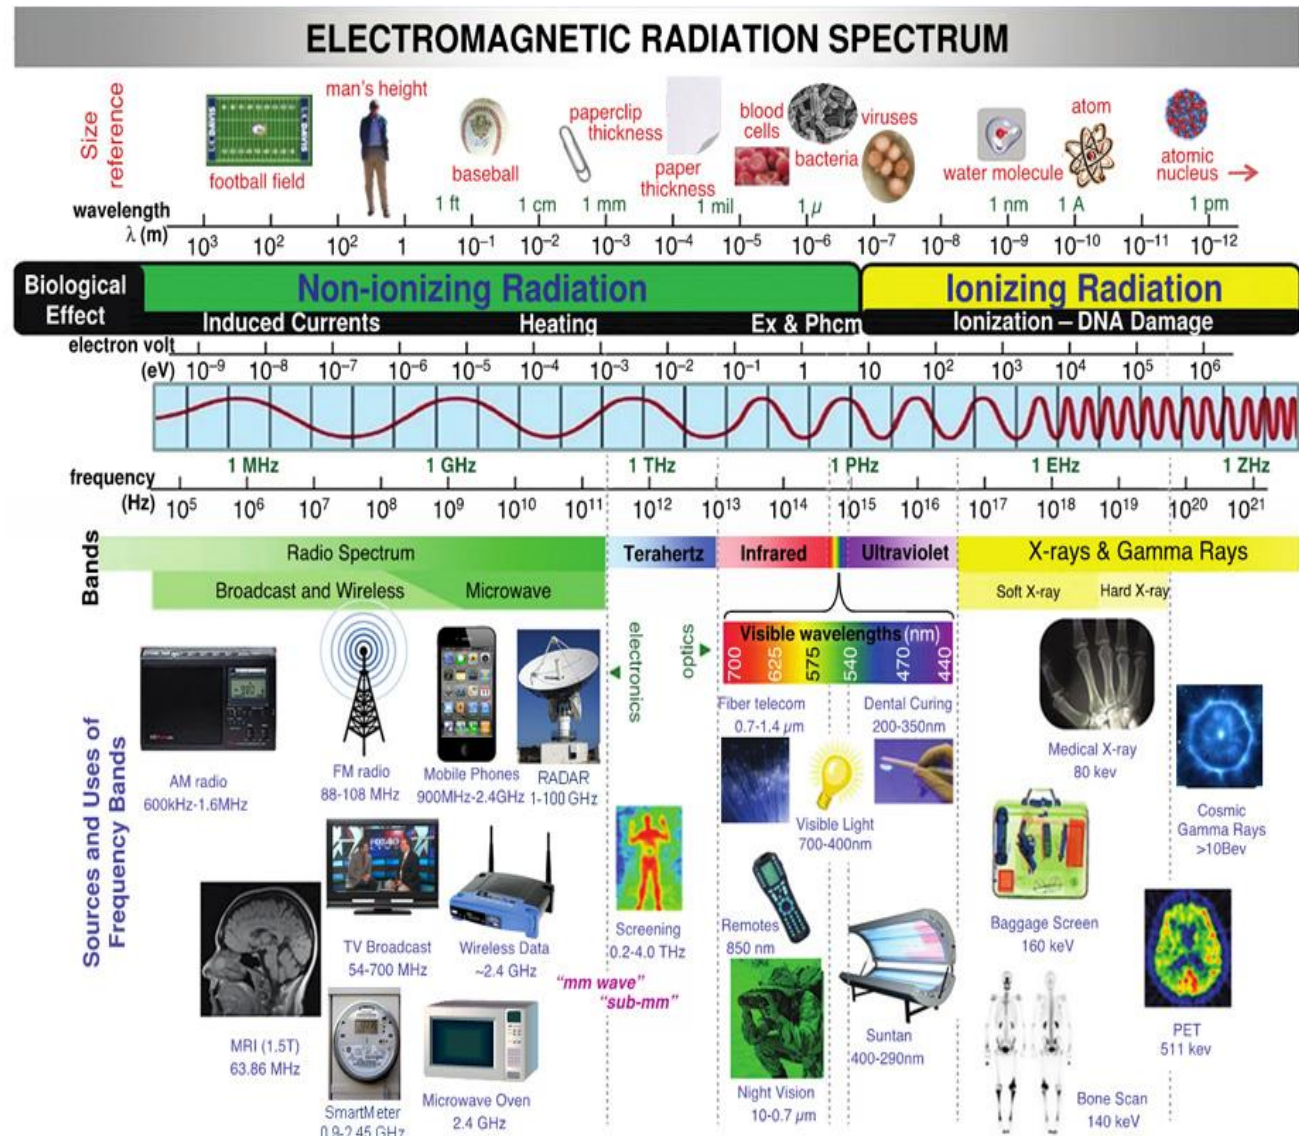 ELECTROMAGNETIC RADIATION SPECTRUM
Size
reference
football field
man's height
baseball
paperclip
thickness
paper
thickness
blood
cells
bacteria
viruses
water molecule
atom
atomic
nucleus →
wavelength
λ (m)
1 ft 1 cm 1 mm 1 mil 1 μ 1 nm 1 A 1 pm
10³ 10² 10² 1 10⁻¹ 10⁻² 10⁻³ 10⁻⁴ 10⁻⁵ 10⁻⁶ 10⁻⁷ 10⁻⁸ 10⁻⁹ 10⁻¹⁰ 10⁻¹¹ 10⁻¹²
Biological
Effect
Non-ionizing Radiation
Ionizing Radiation
Induced Currents Heating Ex & Phcm
Ionization – DNA Damage
electron volt
(eV) 10⁻⁹ 10⁻⁸ 10⁻⁷ 10⁻⁶ 10⁻⁵ 10⁻⁴ 10⁻³ 10⁻² 10⁻¹ 1 10 10² 10³ 10⁴ 10⁵ 10⁶
1 MHz 1 GHz 1 THz 1 PHz 1 EHz 1 ZHz
frequency
(Hz) 10⁵ 10⁶ 10⁷ 10⁸ 10⁹ 10¹⁰ 10¹¹ 10¹² 10¹³ 10¹⁴ 10¹⁵ 10¹⁶ 10¹⁷ 10¹⁸ 10¹⁹ 10²⁰ 10²¹
Bands
Radio Spectrum Terahertz Infrared Ultraviolet X-rays & Gamma Rays
Broadcast and Wireless Microwave Soft X-ray Hard X-ray
electronics
optics
Visible wavelengths (nm)
700 625 575 540 470 440
Sources and Uses of
Frequency Bands
AM radio
600kHz-1.6MHz
FM radio
88-108 MHz
Mobile Phones
900MHz-2.4GHz
RADAR
1-100 GHz
Fiber telecom
0.7-1.4 μm
Dental Curing
200-350nm
Visible Light
700-400nm
Medical X-ray
80 kev
Cosmic
Gamma Rays
>10Bev
TV Broadcast
54-700 MHz
Wireless Data
~2.4 GHz
Screening
0.2-4.0 THz
"mm wave"
"sub-mm"
Remotes
850 nm
Baggage Screen
160 keV
MRI (1.5T)
63.86 MHz
SmartMeter
0.9-2.45 GHz
Microwave Oven
2.4 GHz
Night Vision
10-0.7 μm
Suntan
400-290nm
Bone Scan
140 keV
PET
511 kev